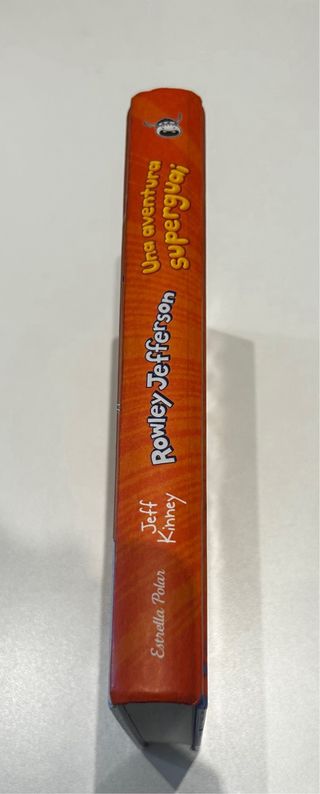 Estrella Polar
Jeff
Kinney
Rowley Jefferson
Una aventura
superguai